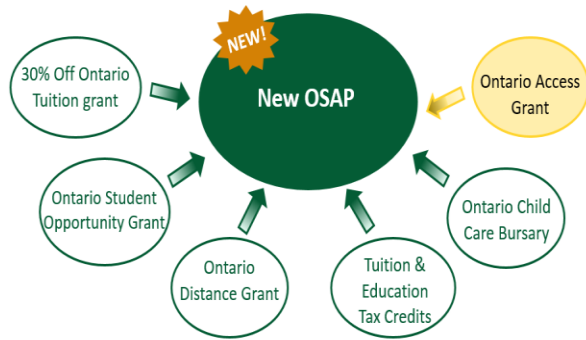 NEW!
New OSAP
30% Off Ontario
Tuition grant
Ontario Student
Opportunity Grant
Ontario
Distance Grant
Tuition &
Education
Tax Credits
Ontario Child
Care Bursary
Ontario Access
Grant